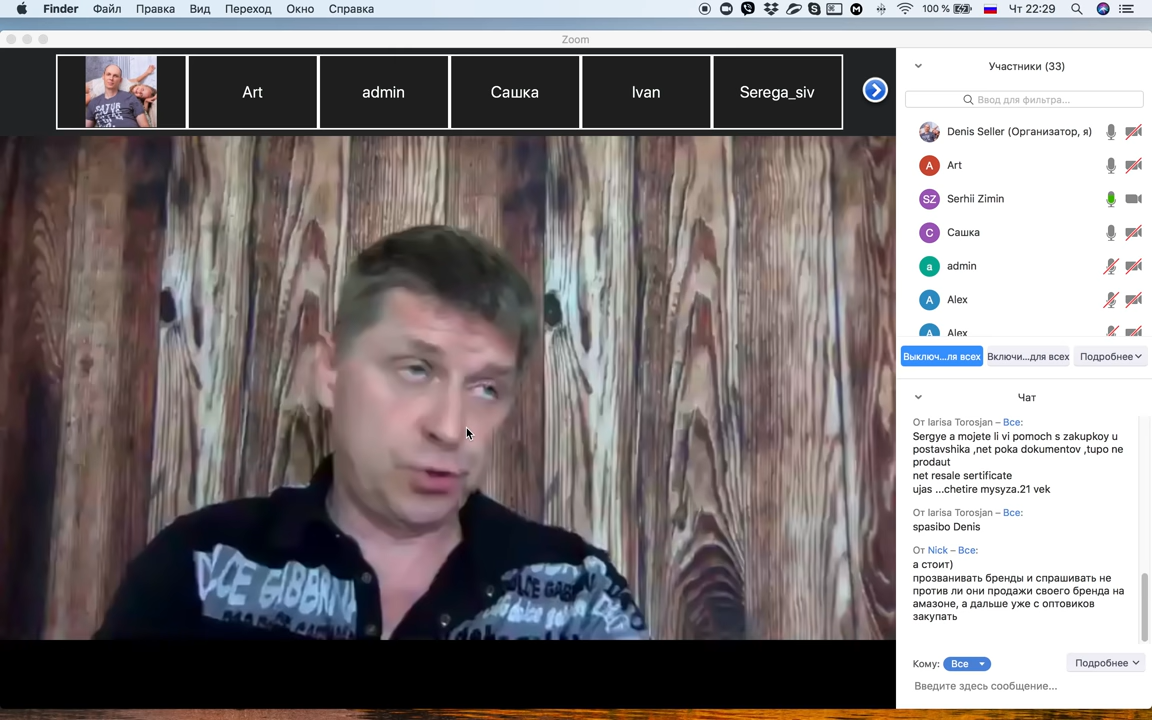 Finder Файл Правка Вид Переход Окно Справка 100 % Чт 22:29
Zoom
Art admin Сашка Ivan Serega_siv
Участники (33)
Ввод для фильтра...
Denis Seller (Организатор, я)
A Art
SZ Serhii Zimin
С Сашка
a admin
A Alex
A Alex
Выключ...ля всех Включи...для всех Подробнее
Чат
От larisa Torosjan – Все:
Sergye a mojete li vi pomoch s zakupkoy u
postavshika ,net poka dokumentov ,tupo ne
prodaut
net resale sertificate
ujas ...chetire mysyza.21 vek
От larisa Torosjan – Все:
spasibo Denis
От Nick – Все:
а стоит)
прозванивать бренды и спрашивать не
против ли они продажи своего бренда на
амазоне, а дальше уже с оптовиков
закупать
Кому: Все Подробнее
Введите здесь сообщение...
SATUR
DOLCE GABBANA